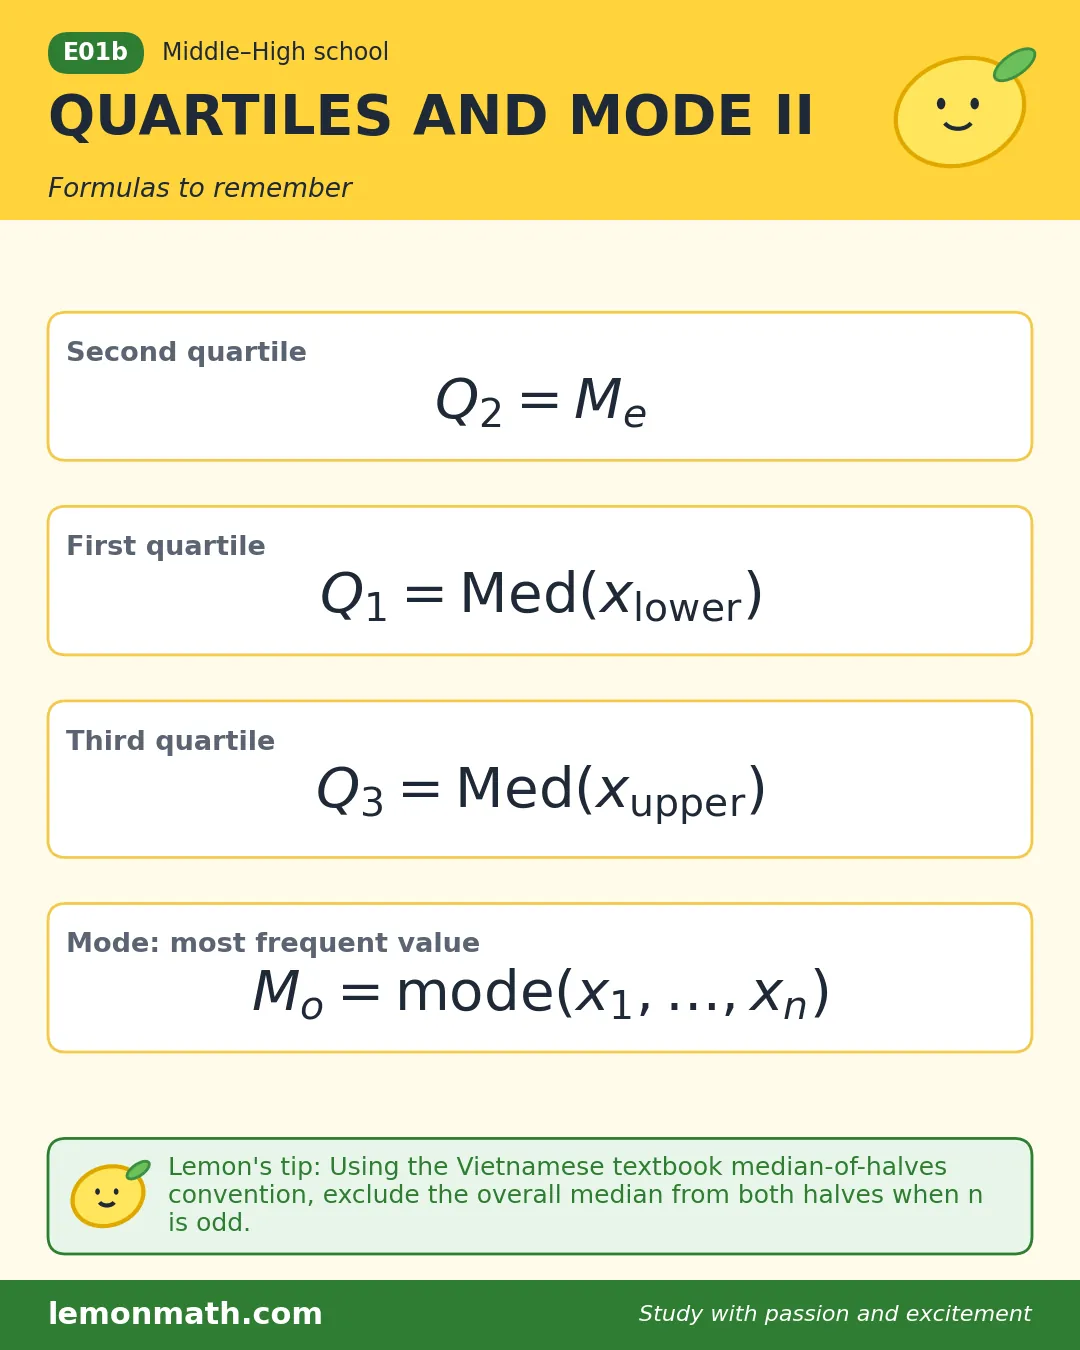 E01b Middle–High school
QUARTILES AND MODE II
Formulas to remember
Second quartile
Q₂ = Mₑ
First quartile
Q₁ = Med(x_lower)
Third quartile
Q₃ = Med(x_upper)
Mode: most frequent value
Mₒ = mode(x₁, ..., xₙ)
Lemon's tip: Using the Vietnamese textbook median-of-halves
convention, exclude the overall median from both halves when n
is odd.
lemonmath.com
Study with passion and excitement